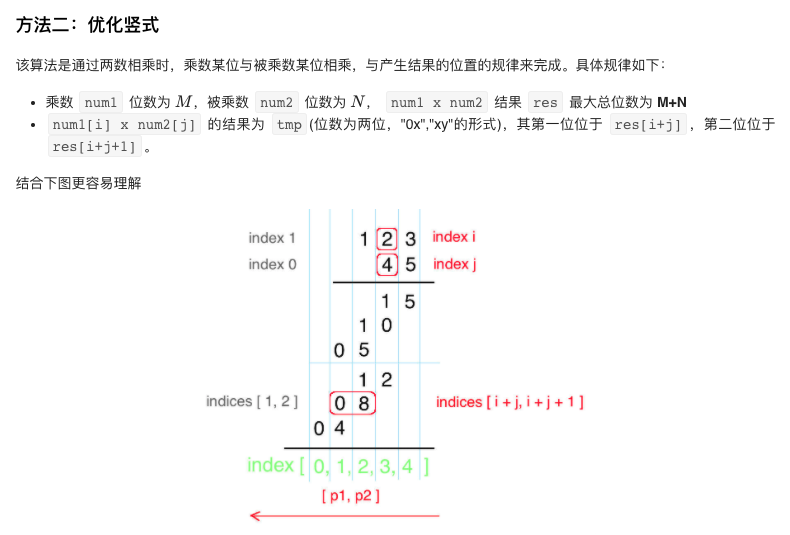 方法二：优化竖式
该算法是通过两数相乘时，乘数某位与被乘数某位相乘，与产生结果的位置的规律来完成。具体规律如下：
• 乘数 num1 位数为 M，被乘数 num2 位数为 N， num1 x num2 结果 res 最大总位数为 M+N
• num1[i] x num2[j] 的结果为 tmp (位数为两位，"0x","xy"的形式)，其第一位位于 res[i+j]，第二位位于
res[i+j+1]。
结合下图更容易理解
index 1 1 2 3 index i
index 0 4 5 index j
1 5
1 0
0 5
1 2
indices [ 1, 2 ] 0 8 indices [ i + j, i + j + 1 ]
0 4
index [ 0, 1, 2, 3, 4 ]
[ p1, p2 ]